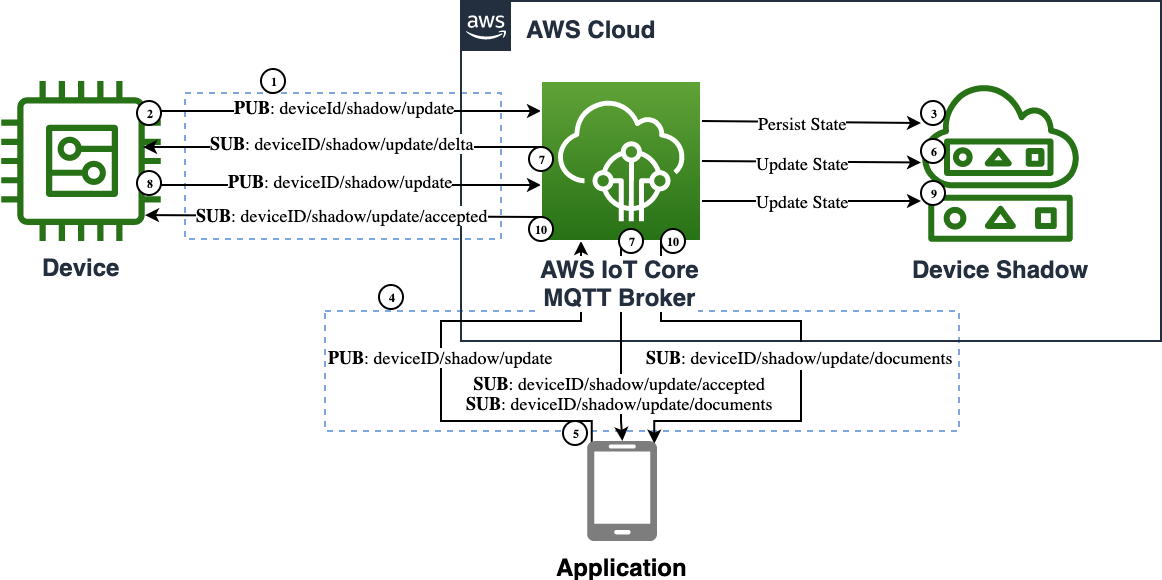 aws
AWS Cloud
1
2
PUB: deviceId/shadow/update
3
Persist State
SUB: deviceID/shadow/update/delta
7
6
Update State
8
PUB: deviceID/shadow/update
9
Update State
SUB: deviceID/shadow/update/accepted
10
7
10
Device
AWS IoT Core
MQTT Broker
Device Shadow
4
PUB: deviceID/shadow/update
SUB: deviceID/shadow/update/documents
SUB: deviceID/shadow/update/accepted
SUB: deviceID/shadow/update/documents
5
Application